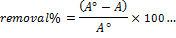 removal% = (A° − A) / A° × 100 …